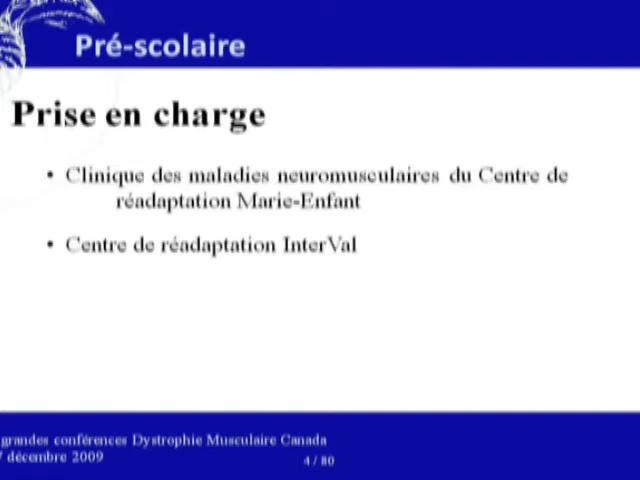 Pré-scolaire
Prise en charge
• Clinique des maladies neuromusculaires du Centre de
réadaptation Marie-Enfant
• Centre de réadaptation InterVal
grandes conférences Dystrophie Musculaire Canada
décembre 2009
4 / 80